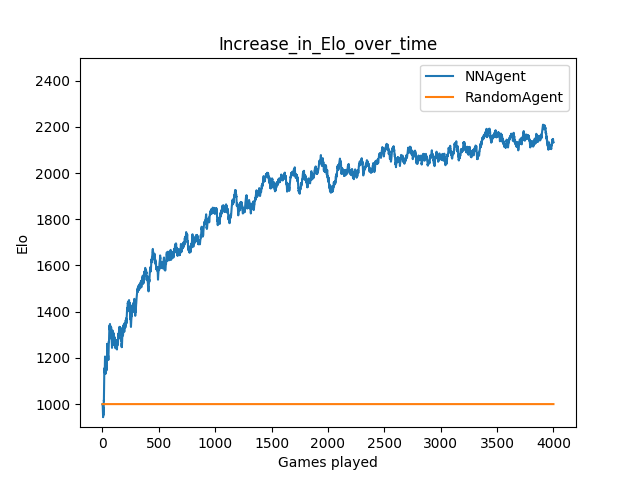 Increase_in_Elo_over_time
NNAgent
RandomAgent
2400
2200
2000
1800
1600
1400
1200
1000
Elo
0 500 1000 1500 2000 2500 3000 3500 4000
Games played